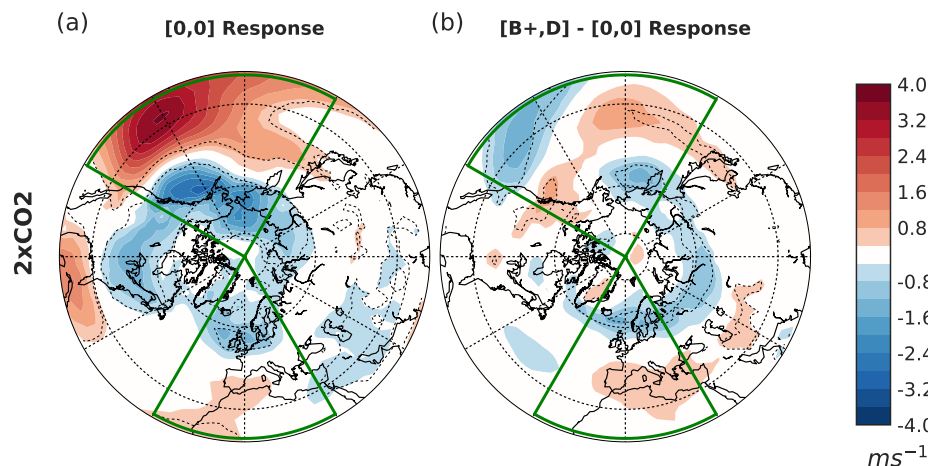 (a) [0,0] Response
(b) [B+,D] - [0,0] Response
2xCO2
4.0
3.2
2.4
1.6
0.8
-0.8
-1.6
-2.4
-3.2
-4.0
ms⁻¹